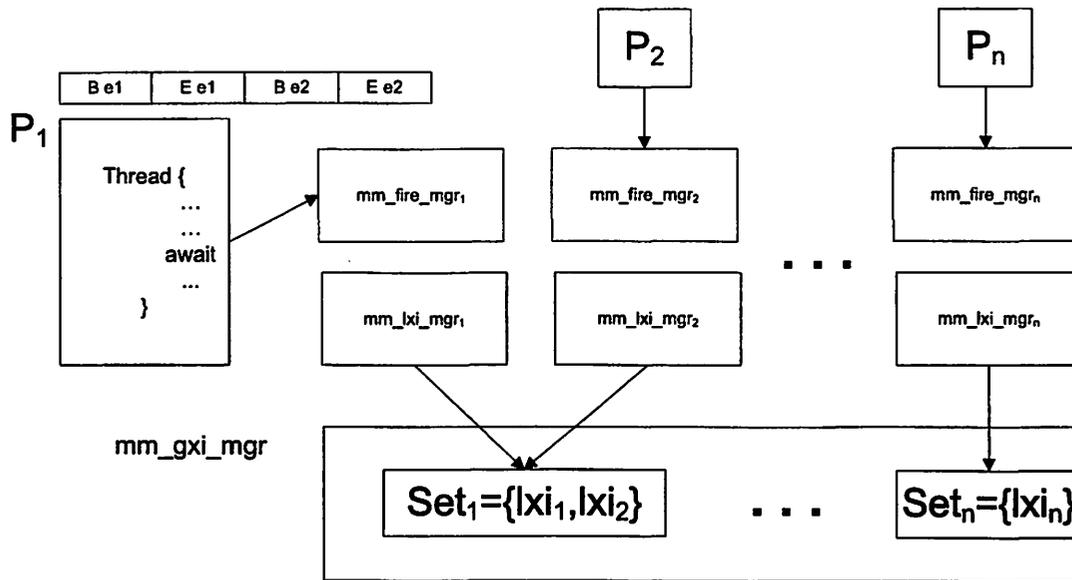 P₂ Pₙ
B e1 E e1 B e2 E e2
P₁
Thread {
...
...
await
...
}
mm_fire_mgr₁ mm_fire_mgr₂ mm_fire_mgrₙ
. . .
mm_lxi_mgr₁ mm_lxi_mgr₂ mm_lxi_mgrₙ
mm_gxi_mgr
Set₁={lxi₁,lxi₂} . . . Setₙ={lxiₙ}